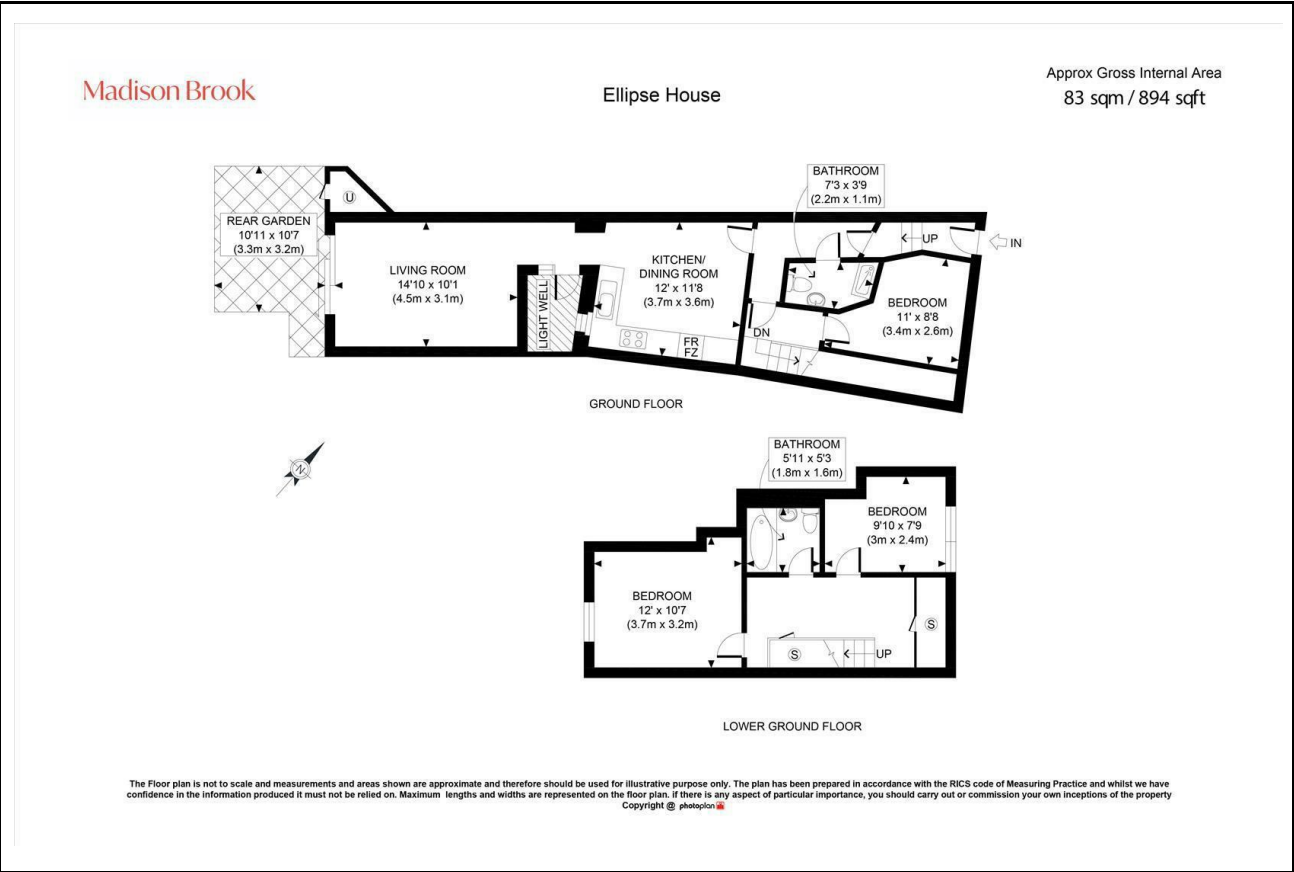 Madison Brook
Ellipse House
Approx Gross Internal Area
83 sqm / 894 sqft
BATHROOM
7'3 x 3'9
(2.2m x 1.1m)
U
REAR GARDEN
10'11 x 10'7
(3.3m x 3.2m)
LIVING ROOM
14'10 x 10'1
(4.5m x 3.1m)
LIGHT WELL
KITCHEN/
DINING ROOM
12' x 11'8
(3.7m x 3.6m)
FR
FZ
UP
IN
BEDROOM
11' x 8'8
(3.4m x 2.6m)
DN
GROUND FLOOR
N
BATHROOM
5'11 x 5'3
(1.8m x 1.6m)
BEDROOM
9'10 x 7'9
(3m x 2.4m)
BEDROOM
12' x 10'7
(3.7m x 3.2m)
S
UP
S
LOWER GROUND FLOOR
The Floor plan is not to scale and measurements and areas shown are approximate and therefore should be used for illustrative purpose only. The plan has been prepared in accordance with the RICS code of Measuring Practice and whilst we have
confidence in the information produced it must not be relied on. Maximum lengths and widths are represented on the floor plan. if there is any aspect of particular importance, you should carry out or commission your own inceptions of the property
Copyright @ photoplan